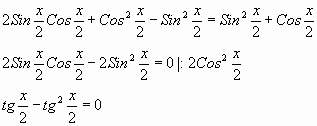 2Sin x/2 Cos x/2 + Cos² x/2 − Sin² x/2 = Sin² x/2 + Cos x/2
2Sin x/2 Cos x/2 − 2Sin² x/2 = 0 |: 2Cos² x/2
tg x/2 − tg² x/2 = 0